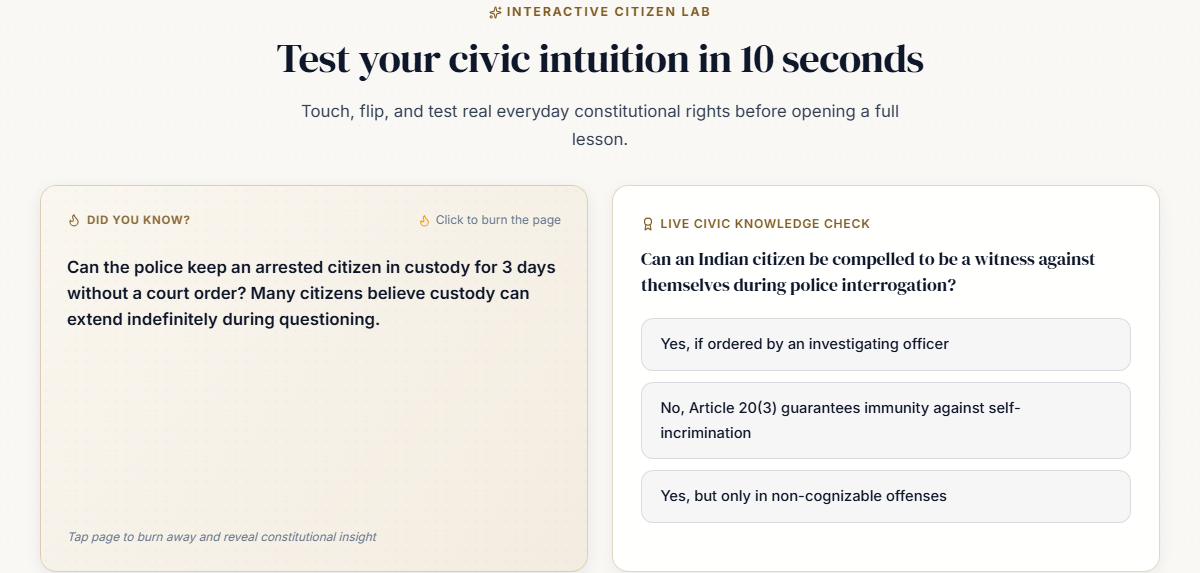 INTERACTIVE CITIZEN LAB
Test your civic intuition in 10 seconds
Touch, flip, and test real everyday constitutional rights before opening a full
lesson.
DID YOU KNOW?
Click to burn the page
Can the police keep an arrested citizen in custody for 3 days
without a court order? Many citizens believe custody can
extend indefinitely during questioning.
Tap page to burn away and reveal constitutional insight
LIVE CIVIC KNOWLEDGE CHECK
Can an Indian citizen be compelled to be a witness against
themselves during police interrogation?
Yes, if ordered by an investigating officer
No, Article 20(3) guarantees immunity against self-
incrimination
Yes, but only in non-cognizable offenses